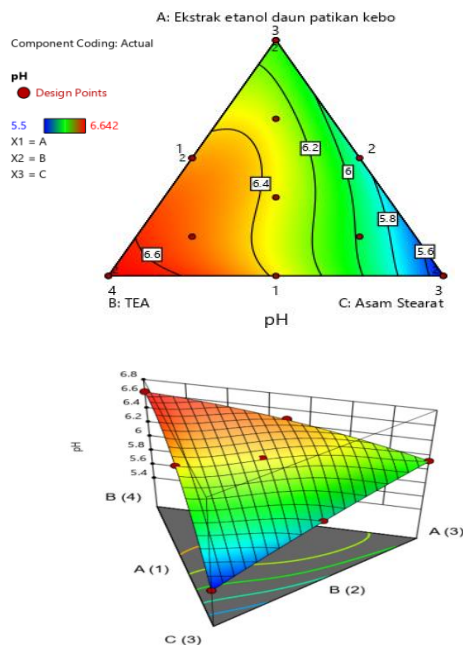 A: Ekstrak etanol daun patikan kebo
Component Coding: Actual
pH
Design Points
5.5 6.642
X1 = A
X2 = B
X3 = C
3
2
1
2
2
6.2
6.4
6
5.8
6.6
5.6
4
1
3
B: TEA
C: Asam Stearat
pH
6.8
6.6
6.4
6.2
6
5.8
5.6
5.4
pH
B (4)
A (3)
A (1)
B (2)
C (3)